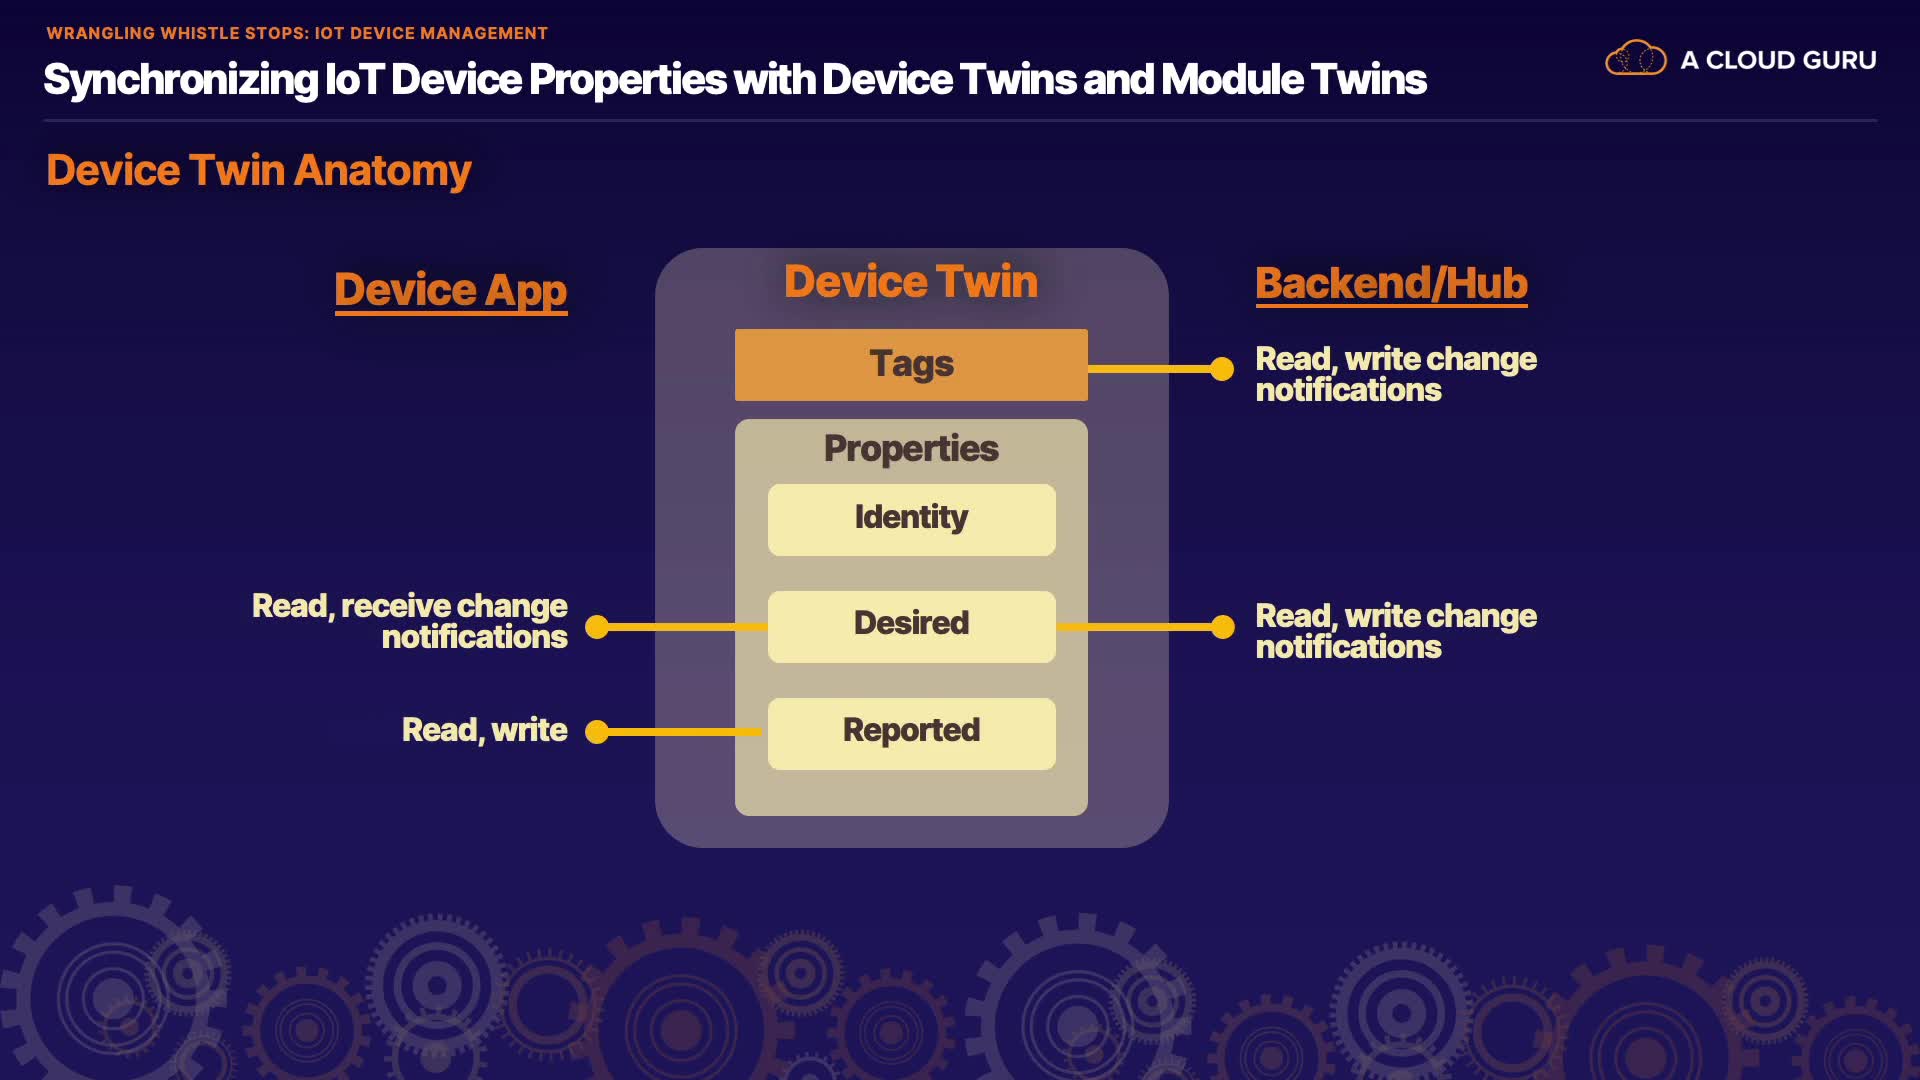 WRANGLING WHISTLE STOPS: IOT DEVICE MANAGEMENT
Synchronizing IoT Device Properties with Device Twins and Module Twins
A CLOUD GURU
Device Twin Anatomy
Device App
Device Twin
Backend/Hub
Tags
Read, write change
notifications
Properties
Identity
Read, receive change
notifications
Desired
Read, write change
notifications
Read, write
Reported